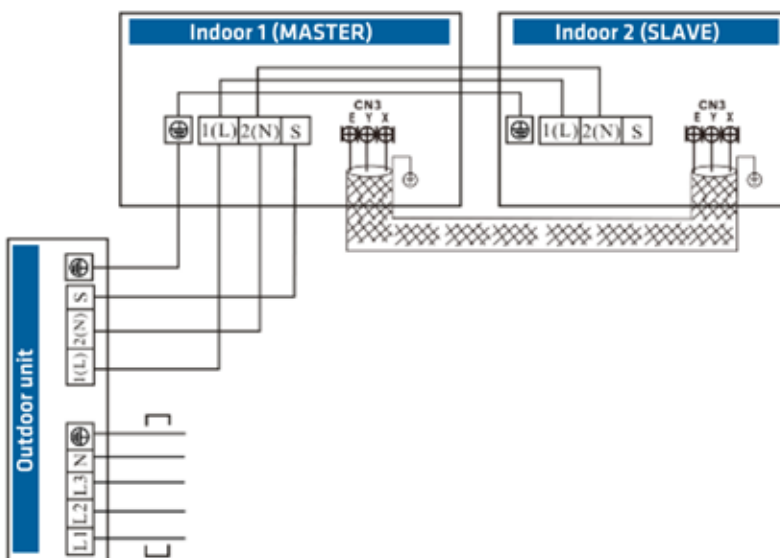 Indoor 1 (MASTER)
Indoor 2 (SLAVE)
CN3
E Y X
1(L) 2(N) S
CN3
E Y X
1(L) 2(N) S
Outdoor unit
S
2(N)
1(L)
N
L3
L2
L1